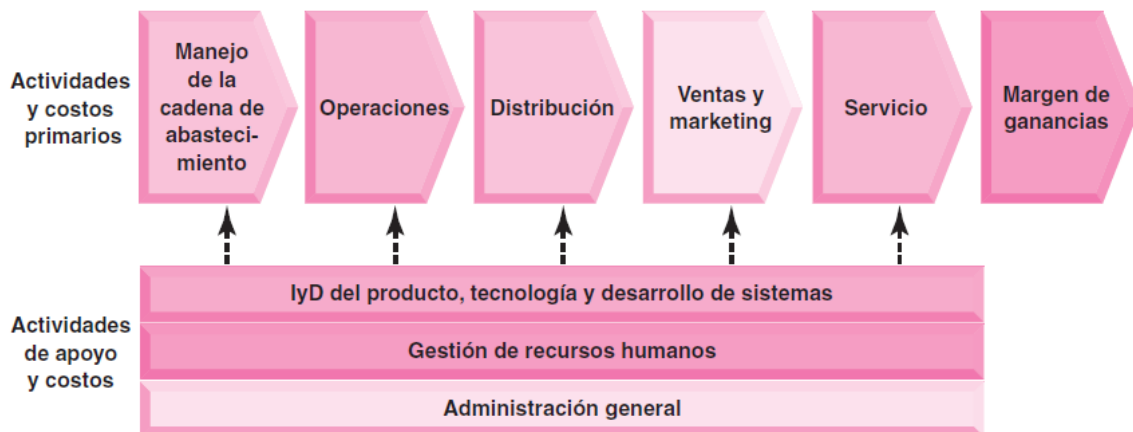 Actividades
y costos
primarios
Manejo
de la
cadena de
abasteci-
miento
Operaciones
Distribución
Ventas y
marketing
Servicio
Margen de
ganancias
Actividades
de apoyo
y costos
IyD del producto, tecnología y desarrollo de sistemas
Gestión de recursos humanos
Administración general